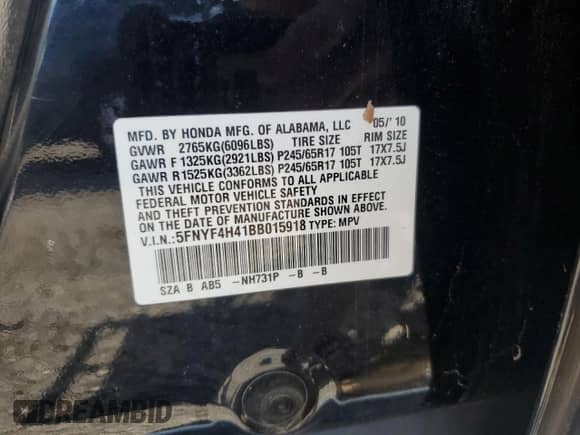 MFD. BY HONDA MFG. OF ALABAMA, LLC 05/'10
GVWR 2765KG(6096LBS) TIRE SIZE RIM SIZE
GAWR F 1325KG(2921LBS) P245/65R17 105T 17X7.5J
GAWR R 1525KG(3362LBS) P245/65R17 105T 17X7.5J
THIS VEHICLE CONFORMS TO ALL APPLICABLE
FEDERAL MOTOR VEHICLE SAFETY
AND THEFT PREVENTION STANDARDS IN EFFECT
ON THE DATE OF MANUFACTURE SHOWN ABOVE.
V.I.N.:5FNYF4H41BB015918 TYPE: MPV
SZA B AB5 -NH731P -B -B
CREAMBID